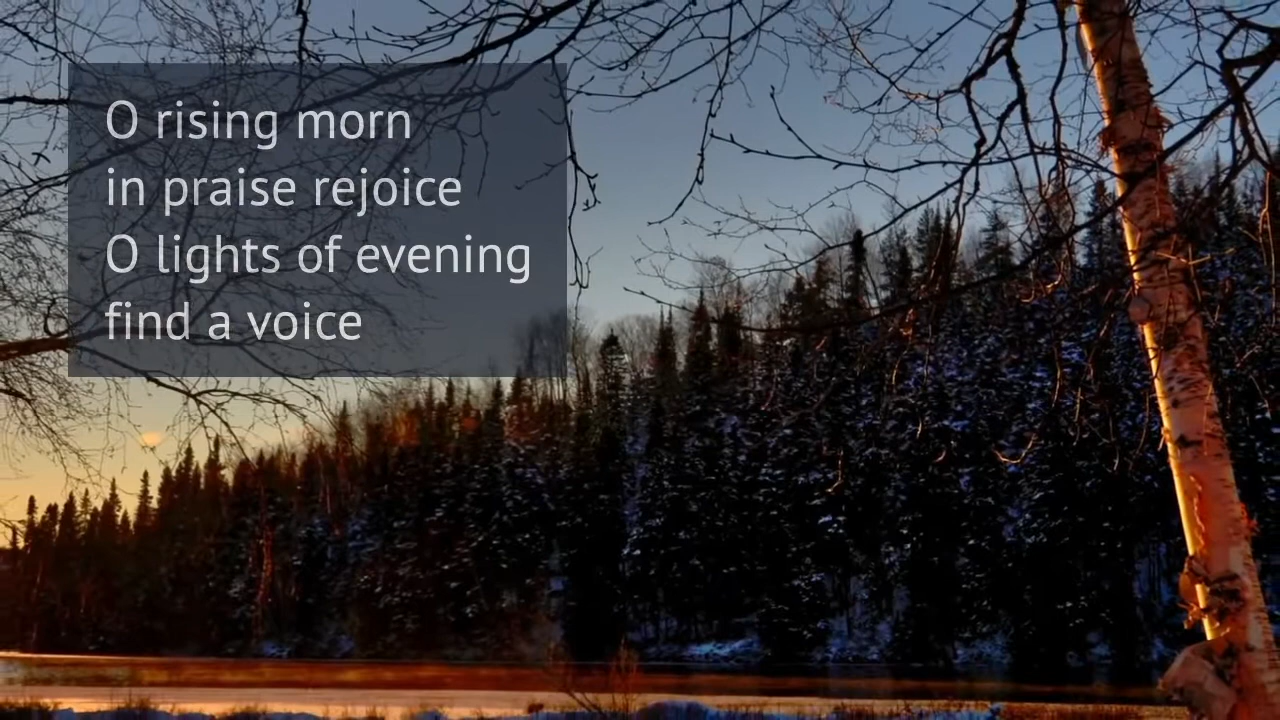 O rising morn
in praise rejoice
O lights of evening
find a voice